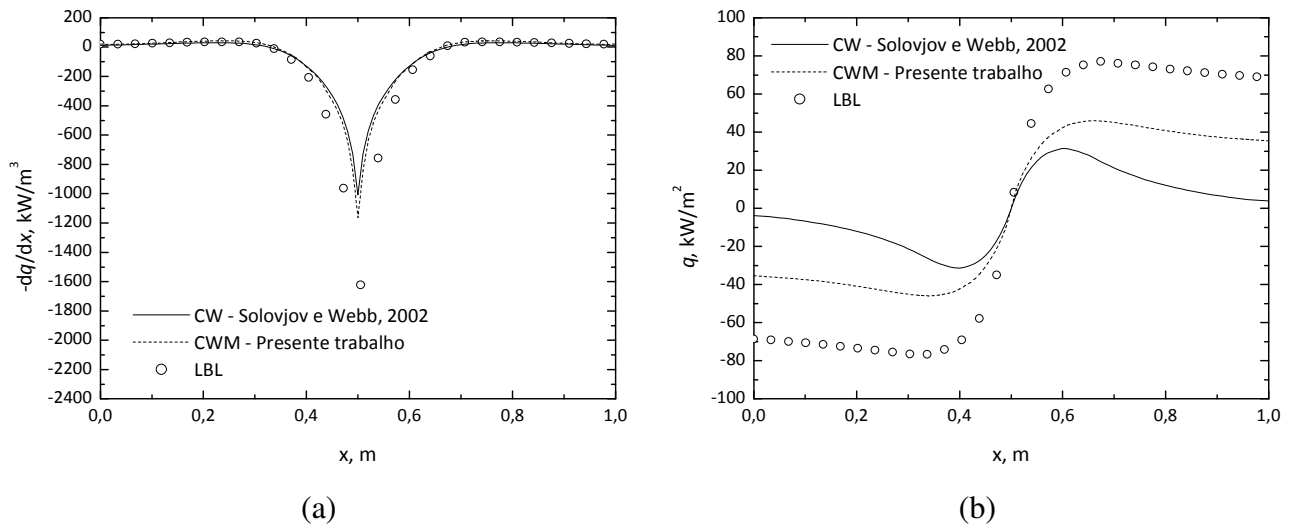 200
0
-200
-400
-600
-800
-1000
-1200
-1400
-1600
-1800
-2000
-2200
-2400
-dq/dx, kW/m³
CW - Solovjov e Webb, 2002
CWM - Presente trabalho
LBL
0,0 0,2 0,4 0,6 0,8 1,0
x, m
(a)
100
80
60
40
20
0
-20
-40
-60
-80
-100
q, kW/m²
CW - Solovjov e Webb, 2002
CWM - Presente trabalho
LBL
0,0 0,2 0,4 0,6 0,8 1,0
x, m
(b)